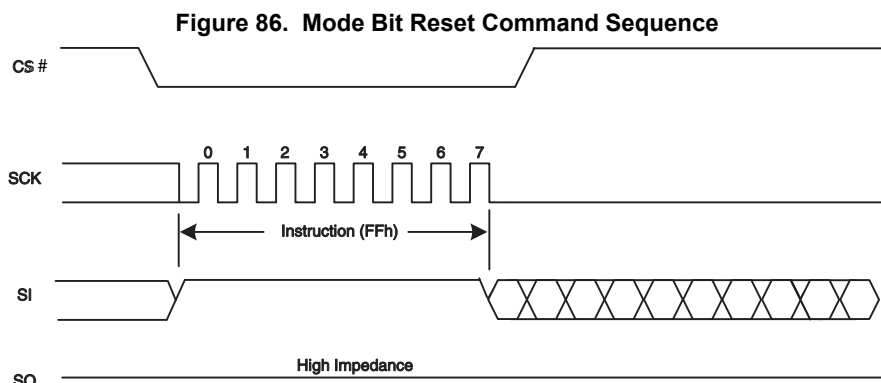 Figure 86. Mode Bit Reset Command Sequence
CS #
0 1 2 3 4 5 6 7
SCK
Instruction (FFh)
SI
High Impedance
SO